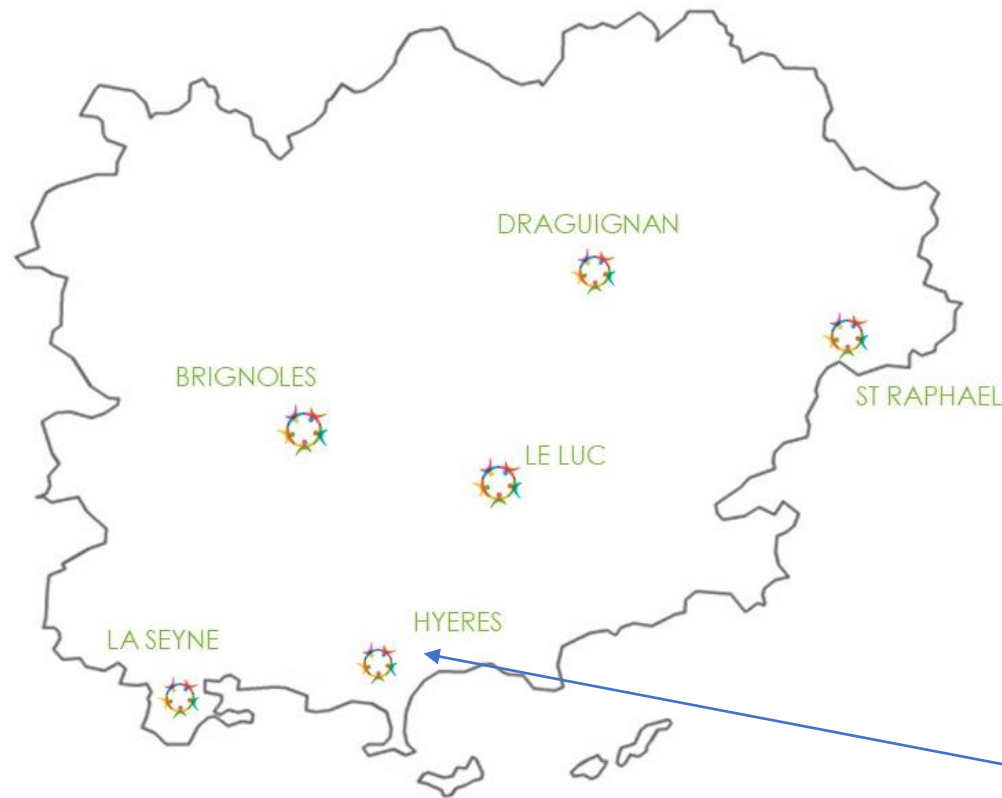 DRAGUIGNAN
ST RAPHAEL
BRIGNOLES
LE LUC
HYERES
LA SEYNE